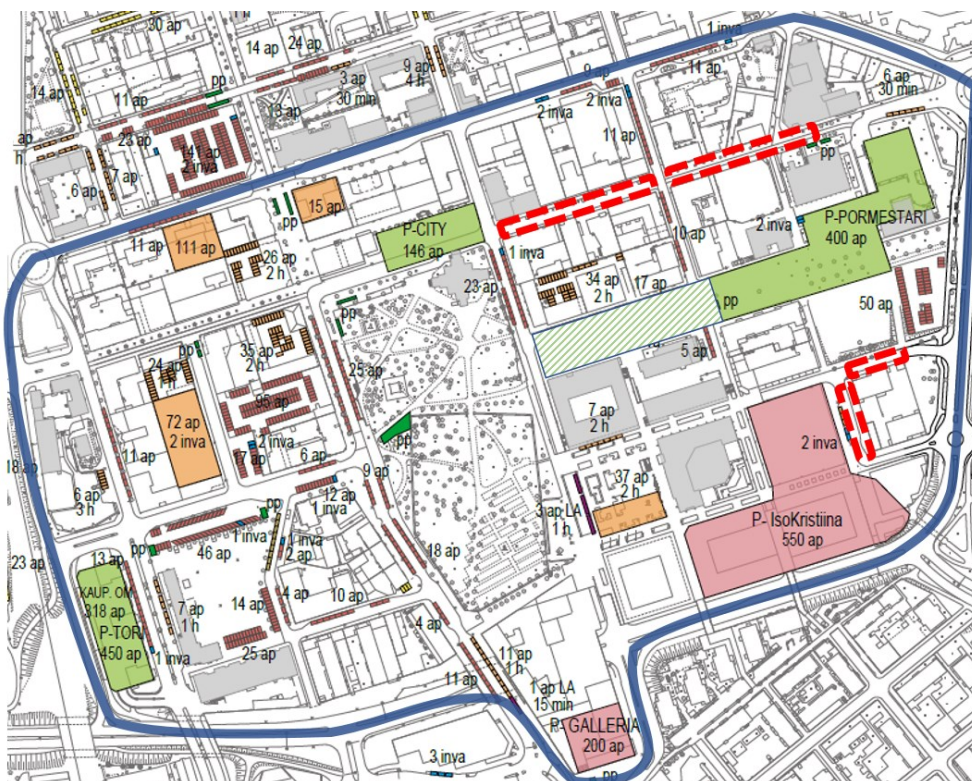 30 ap
14 ap
24 ap
1 inva
14 ap
pp
3 ap
30 min
9 ap
4 h
11 ap
6 ap
30 min
11 ap
13 ap
9 ap
2 inva
2 inva
ap
h
23 ap
141 ap
2 inva
11 ap
pp
6 ap
7 ap
15 ap
pp
P-CITY
146 ap
2 inva
P-PORMESTARI
400 ap
11 ap
111 ap
26 ap
2 h
1 inva
10 ap
23 ap
34 ap
2 h
17 ap
pp
50 ap
pp
pp
35 ap
2 h
25 ap
5 ap
24 ap
72 ap
2 inva
95 ap
7 ap
2 h
2 inva
11 ap
17 ap
2 inva
6 ap
pp
18 ap
6 ap
3 h
9 ap
37 ap
2 h
12 ap
1 inva
3 ap LA
1 h
P- IsoKristiina
550 ap
pp
1 inva
46 ap
1 inva
2 ap
pp
23 ap
13 ap
18 ap
KAUP. OM.
318 ap
P-TORI
450 ap
7 ap
1 h
14 ap
4 ap
10 ap
4 ap
1 inva
25 ap
11 ap
1 h
11 ap
1 ap LA
15 min
GALLERIA
200 ap
3 inva
pp